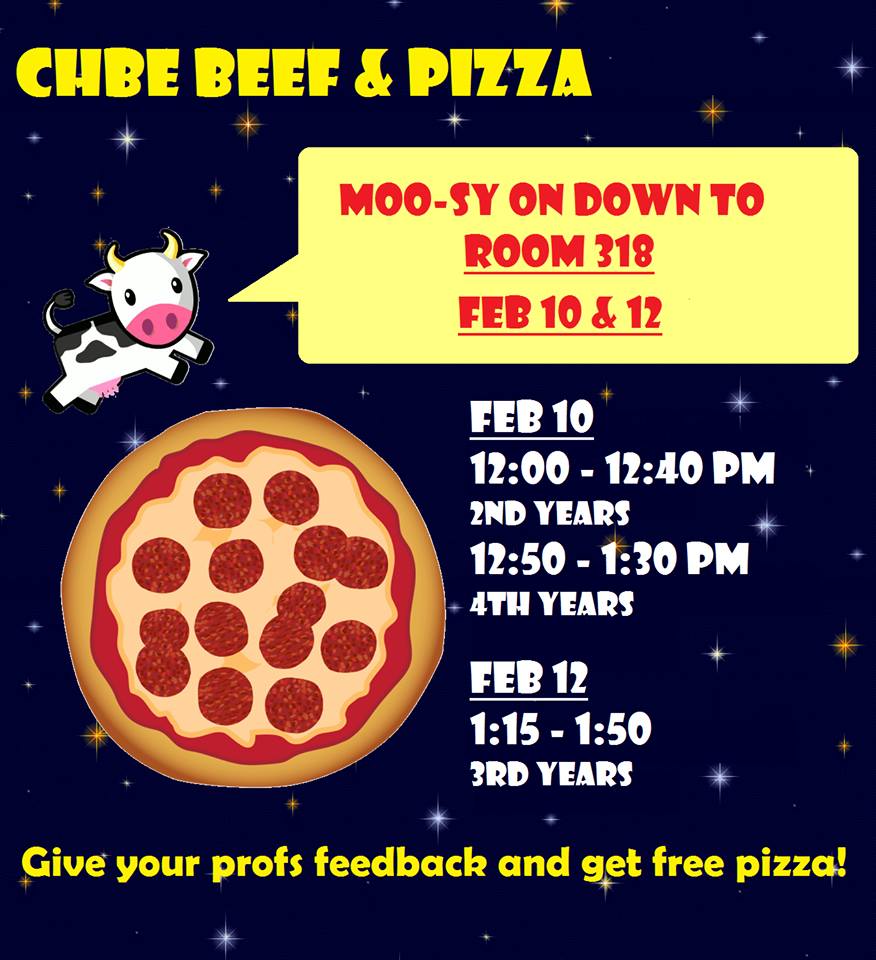 CHBE BEEF & PIZZA
MOO-SY ON DOWN TO
ROOM 318
FEB 10 & 12
FEB 10
12:00 - 12:40 PM
2ND YEARS
12:50 - 1:30 PM
4TH YEARS
FEB 12
1:15 - 1:50
3RD YEARS
Give your profs feedback and get free pizza!